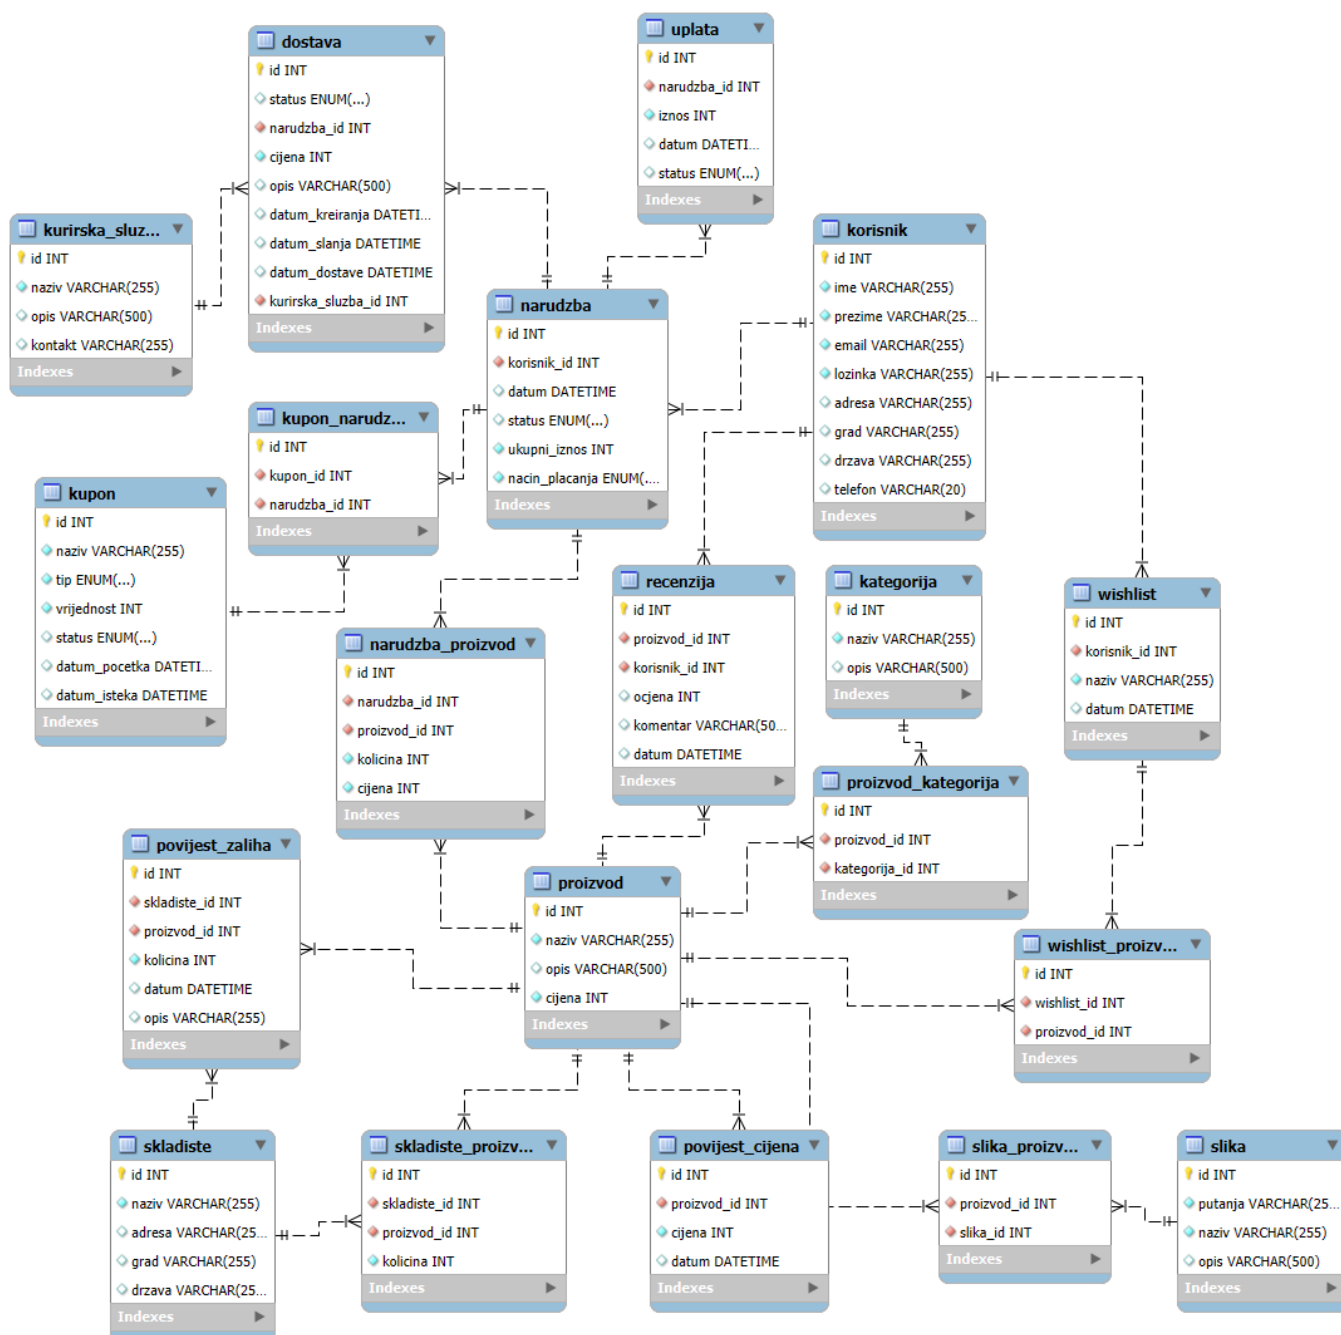 dostava
id INT
status ENUM(...)
narudzba_id INT
cijena INT
opis VARCHAR(500)
datum_kreiranja DATETI...
datum_slanja DATETIME
datum_dostave DATETIME
kurirska_sluzba_id INT
Indexes
uplata
id INT
narudzba_id INT
iznos INT
datum DATETI...
status ENUM(...)
Indexes
kurirska_sluz...
id INT
naziv VARCHAR(255)
opis VARCHAR(500)
kontakt VARCHAR(255)
Indexes
narudzba
id INT
korisnik_id INT
datum DATETIME
status ENUM(...)
ukupni_iznos INT
nacin_placanja ENUM(....
Indexes
korisnik
id INT
ime VARCHAR(255)
prezime VARCHAR(25...
email VARCHAR(255)
lozinka VARCHAR(255)
adresa VARCHAR(255)
grad VARCHAR(255)
drzava VARCHAR(255)
telefon VARCHAR(20)
Indexes
kupon_narudz...
id INT
kupon_id INT
narudzba_id INT
Indexes
kupon
id INT
naziv VARCHAR(255)
tip ENUM(...)
vrijednost INT
status ENUM(...)
datum_pocetka DATETI...
datum_isteka DATETIME
Indexes
narudzba_proizvod
id INT
narudzba_id INT
proizvod_id INT
kolicina INT
cijena INT
Indexes
recenzija
id INT
proizvod_id INT
korisnik_id INT
ocjena INT
komentar VARCHAR(50...
datum DATETIME
Indexes
kategorija
id INT
naziv VARCHAR(255)
opis VARCHAR(500)
Indexes
wishlist
id INT
korisnik_id INT
naziv VARCHAR(255)
datum DATETIME
Indexes
proizvod_kategorija
id INT
proizvod_id INT
kategorija_id INT
Indexes
povijest_zaliha
id INT
skladiste_id INT
proizvod_id INT
kolicina INT
datum DATETIME
opis VARCHAR(255)
Indexes
proizvod
id INT
naziv VARCHAR(255)
opis VARCHAR(500)
cijena INT
Indexes
wishlist_proizv...
id INT
wishlist_id INT
proizvod_id INT
Indexes
skladiste
id INT
naziv VARCHAR(255)
adresa VARCHAR(25...
grad VARCHAR(255)
drzava VARCHAR(25...
Indexes
skladiste_proizv...
id INT
skladiste_id INT
proizvod_id INT
kolicina INT
Indexes
povijest_cijena
id INT
proizvod_id INT
cijena INT
datum DATETIME
Indexes
slika_proizv...
id INT
proizvod_id INT
slika_id INT
Indexes
slika
id INT
putanja VARCHAR(25...
naziv VARCHAR(255)
opis VARCHAR(500)
Indexes